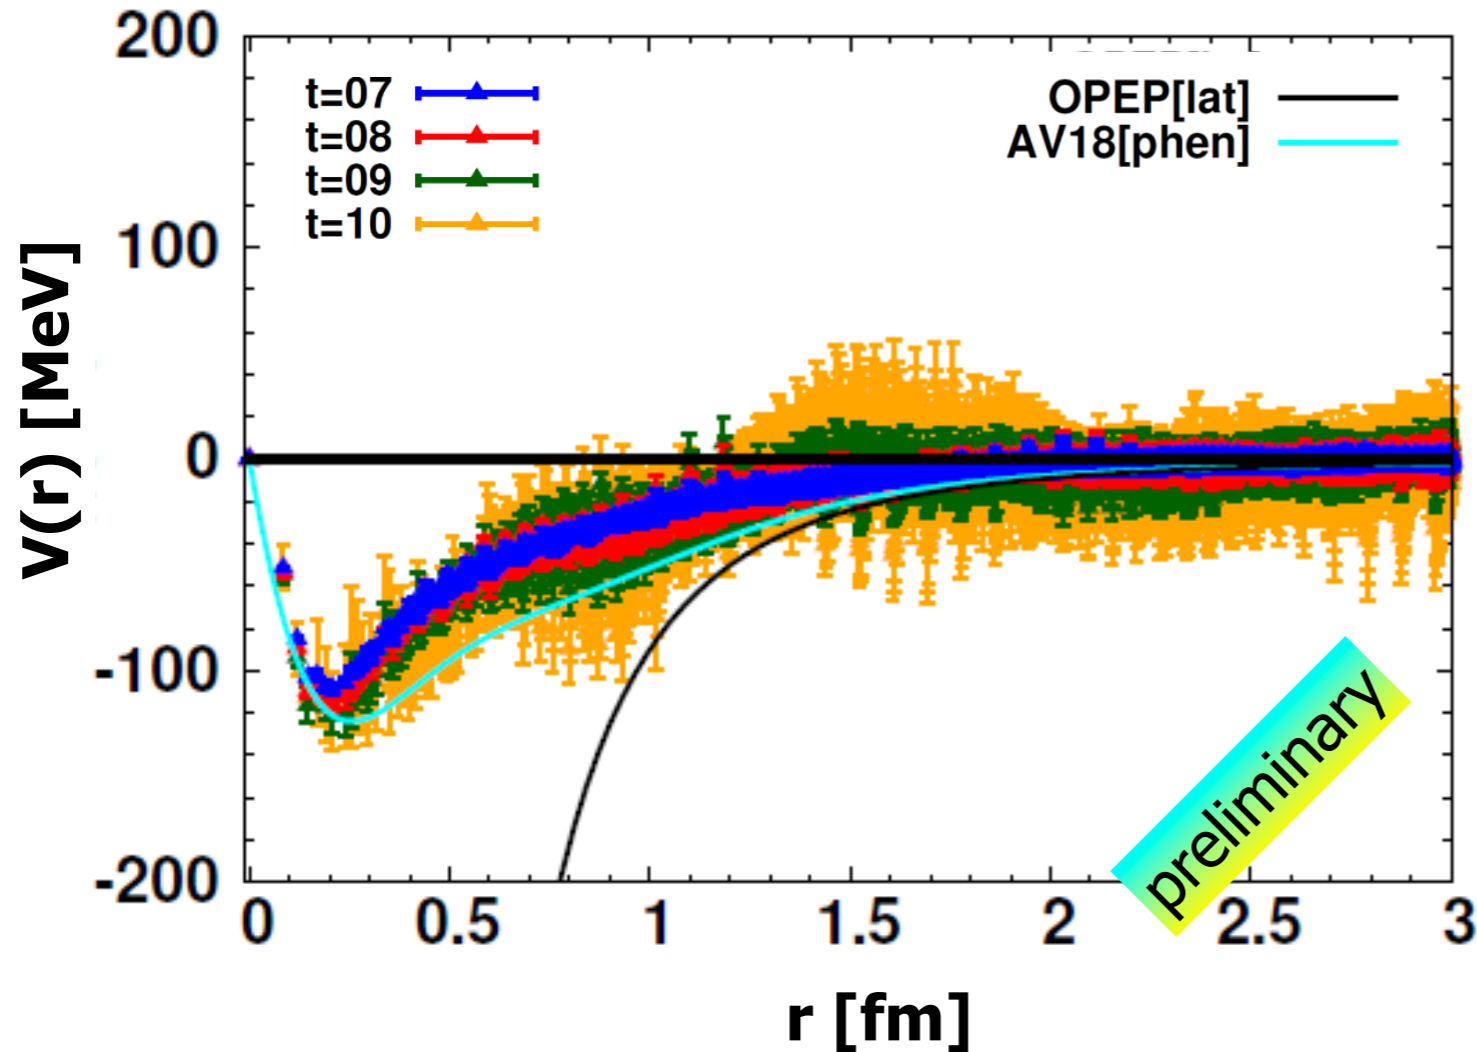 V(r) [MeV]
200
100
0
-100
-200
t=07
t=08
t=09
t=10
OPEP[lat]
AV18[phen]
preliminary
0 0.5 1 1.5 2 2.5 3
r [fm]